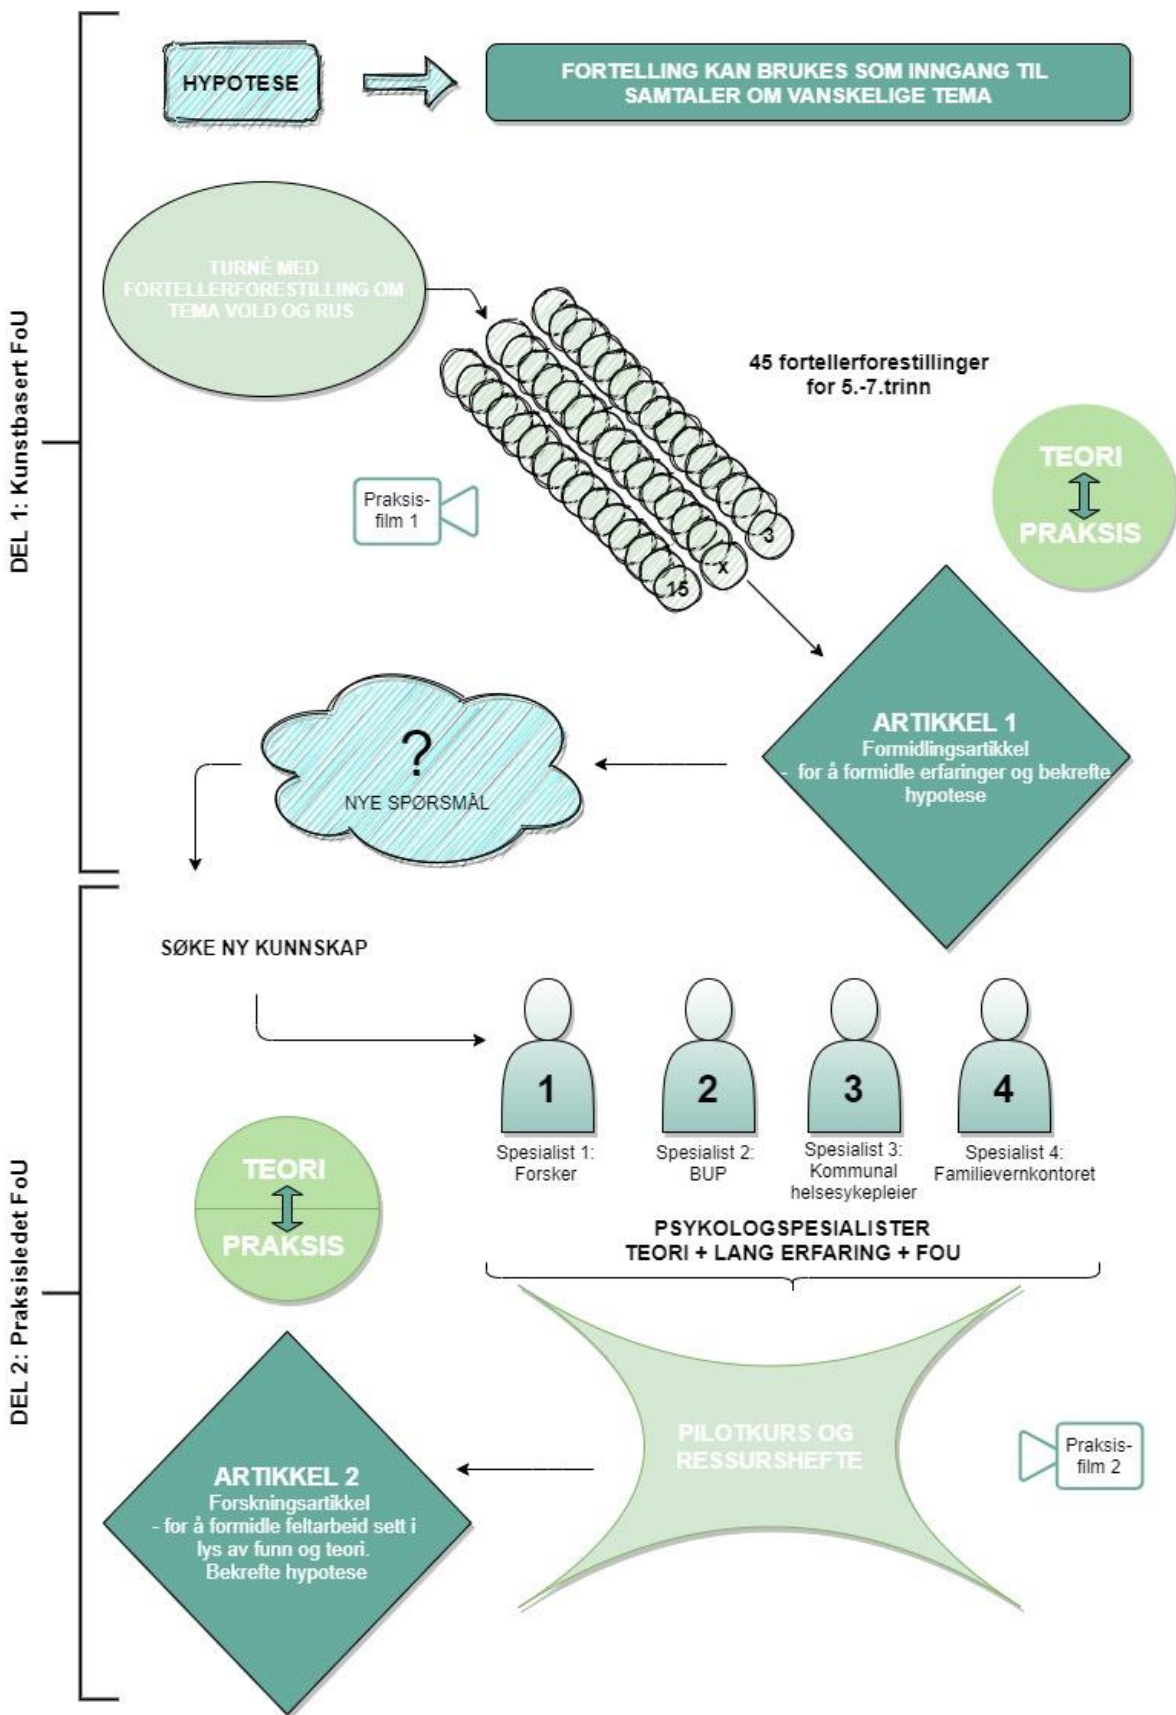 DEL 1: Kunstbasert FoU
HYPOTESE
FORTELLING KAN BRUKES SOM INNGANG TIL
SAMTALER OM VANSKELIGE TEMA
TURNÈ MED
FORTELLERFORESTILLING OM
TEMA VOLD OG RUS
45 fortellerforestillinger
for 5.-7.trinn
3
x
15
Praksis-
film 1
TEORI
PRAKSIS
ARTIKKEL 1
Formidlingsartikkel
- for å formidle erfaringer og bekrefte
hypotese
?
NYE SPØRSMÅL
DEL 2: Praksisledet FoU
SØKE NY KUNNSKAP
1
2
3
4
Spesialist 1:
Forsker
Spesialist 2:
BUP
Spesialist 3:
Kommunal
helsesykepleier
Spesialist 4:
Familievernkontoret
PSYKOLOGSPESIALISTER
TEORI + LANG ERFARING + FOU
TEORI
PRAKSIS
PILOTKURS OG
RESSURSHEFTE
Praksis-
film 2
ARTIKKEL 2
Forskningsartikkel
- for å formidle feltarbeid sett i
lys av funn og teori.
Bekrefte hypotese